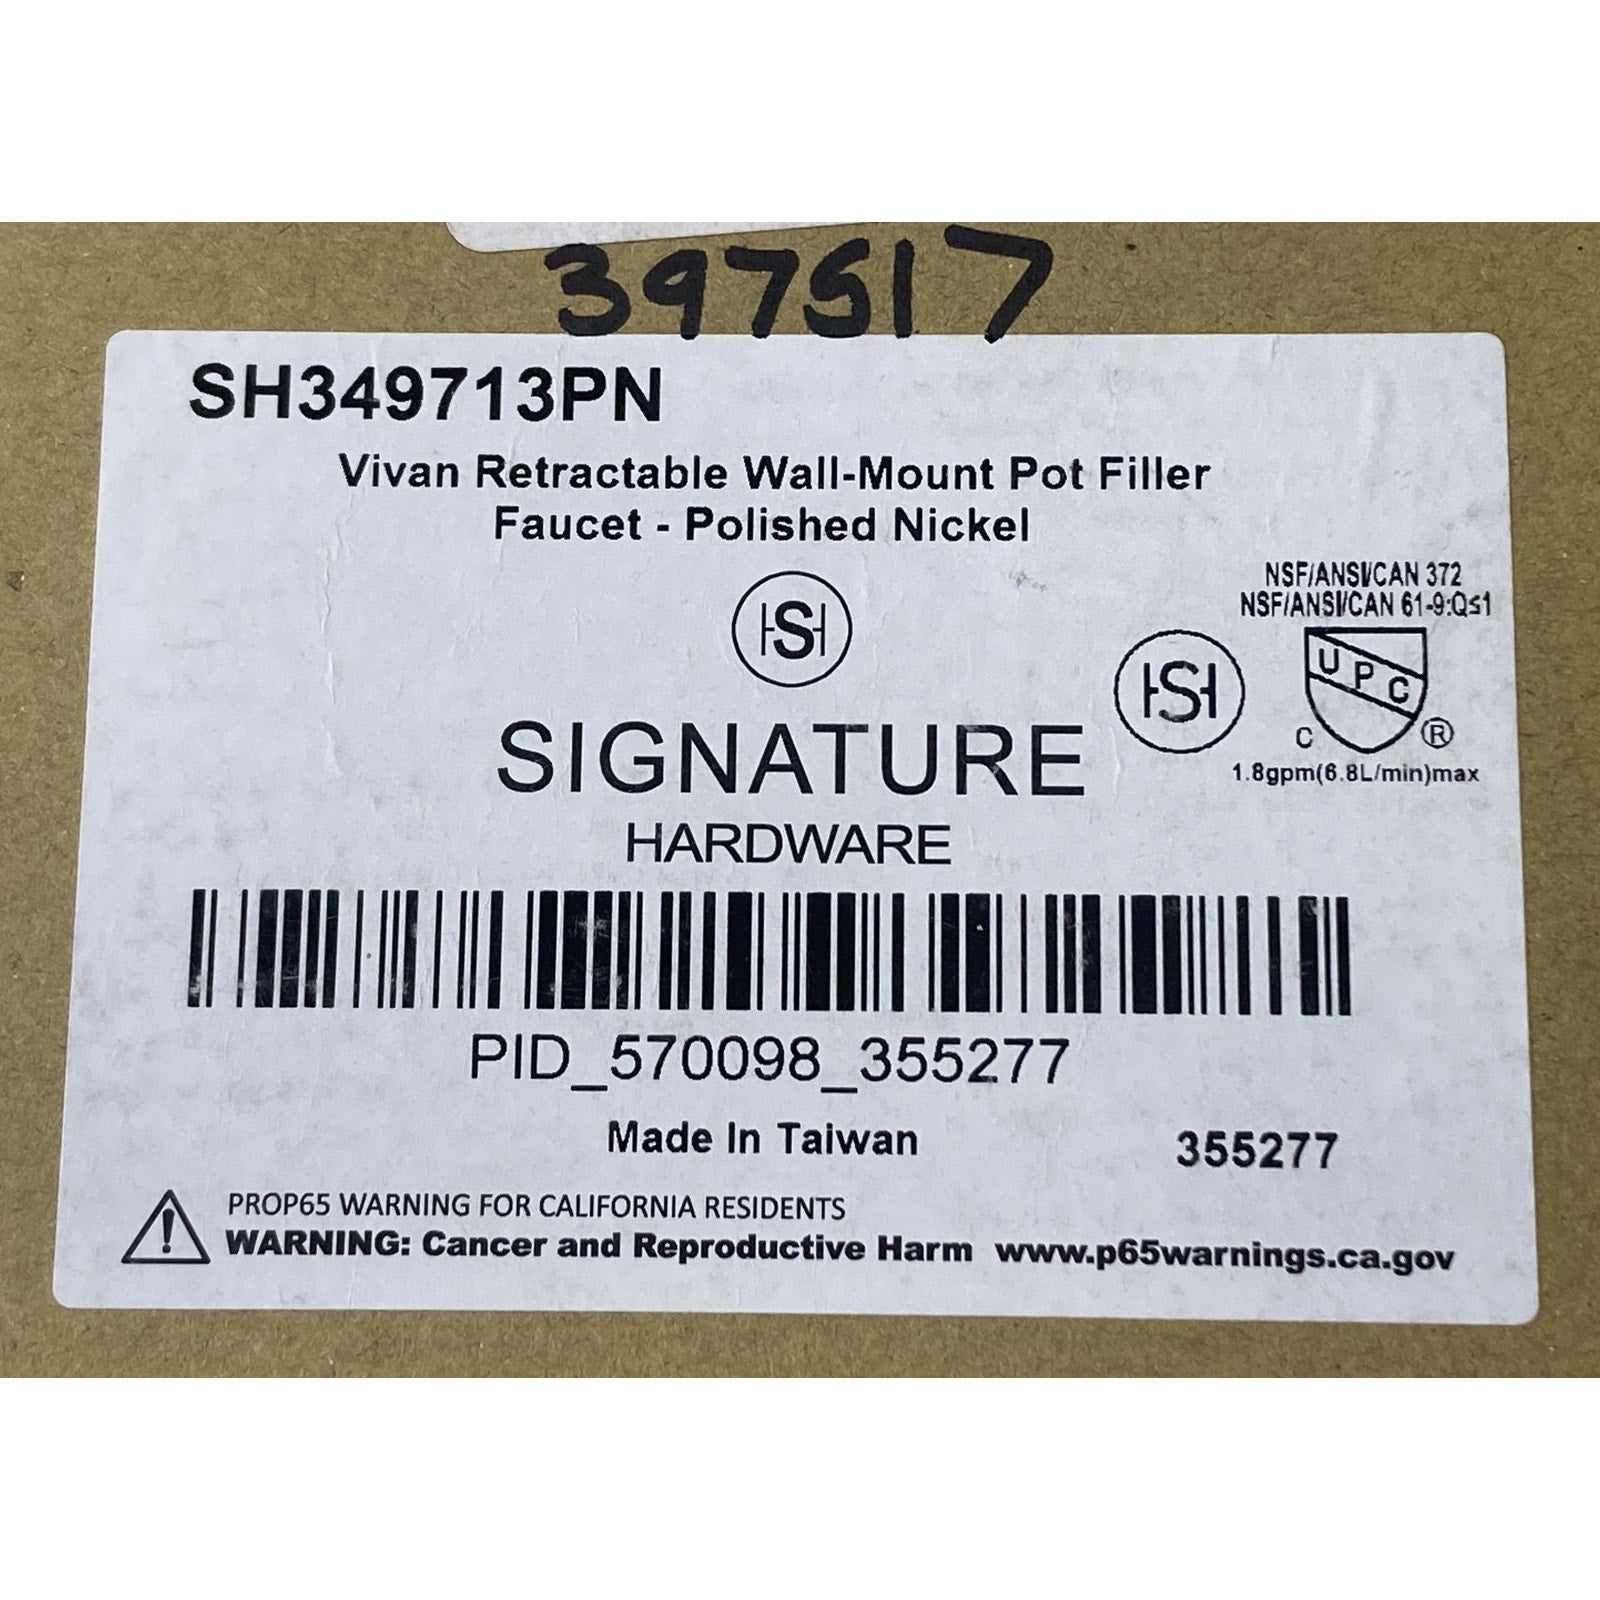 397517
SH349713PN
Vivan Retractable Wall-Mount Pot Filler
Faucet - Polished Nickel
NSF/ANSI/CAN 372
NSF/ANSI/CAN 61-9:Q≤1
HSH
HSH
UPC
C ®
1.8gpm(6.8L/min)max
SIGNATURE
HARDWARE
PID_570098_355277
Made In Taiwan
355277
PROP65 WARNING FOR CALIFORNIA RESIDENTS
WARNING: Cancer and Reproductive Harm www.p65warnings.ca.gov